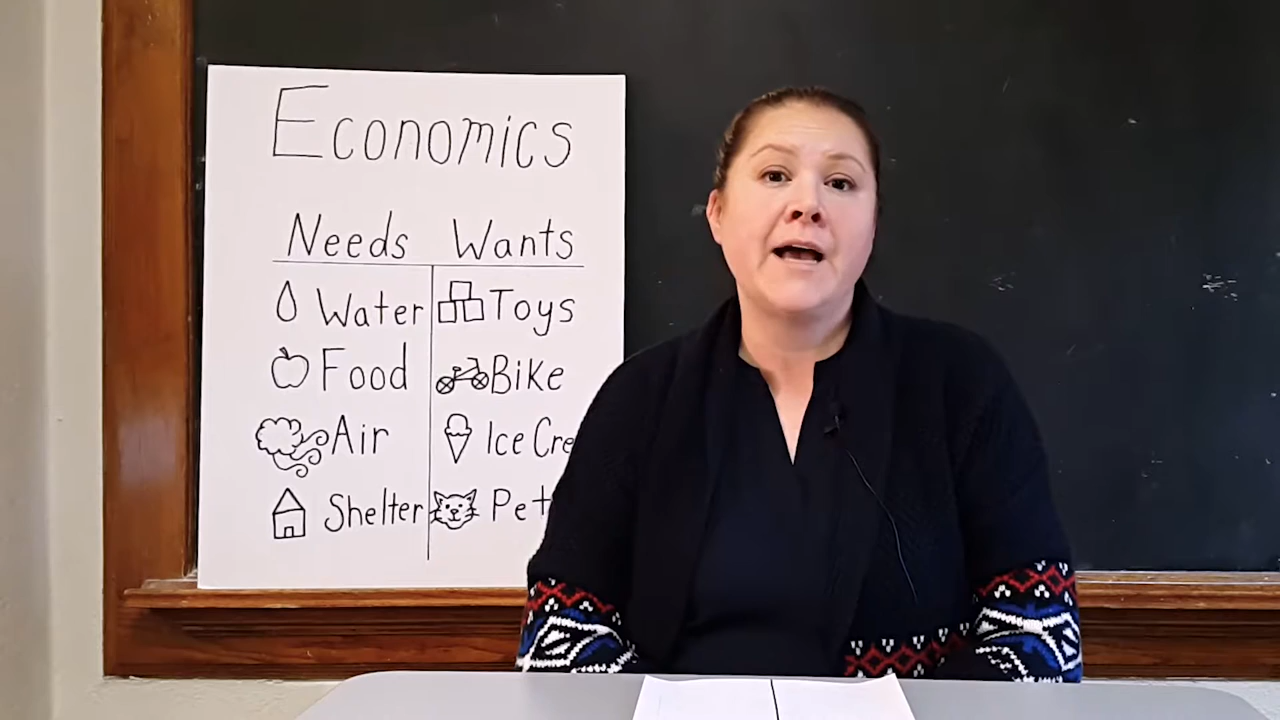 Economics
Needs Wants
Water Toys
Food Bike
Air Ice Cre
Shelter Pet